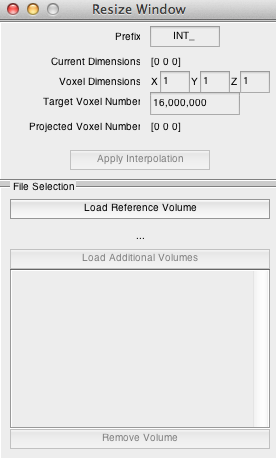 Resize Window
Prefix INT_
Current Dimensions [0 0 0]
Voxel Dimensions X 1 Y 1 Z 1
Target Voxel Number 16,000,000
Projected Voxel Number [0 0 0]
Apply Interpolation
File Selection
Load Reference Volume
...
Load Additional Volumes
Remove Volume